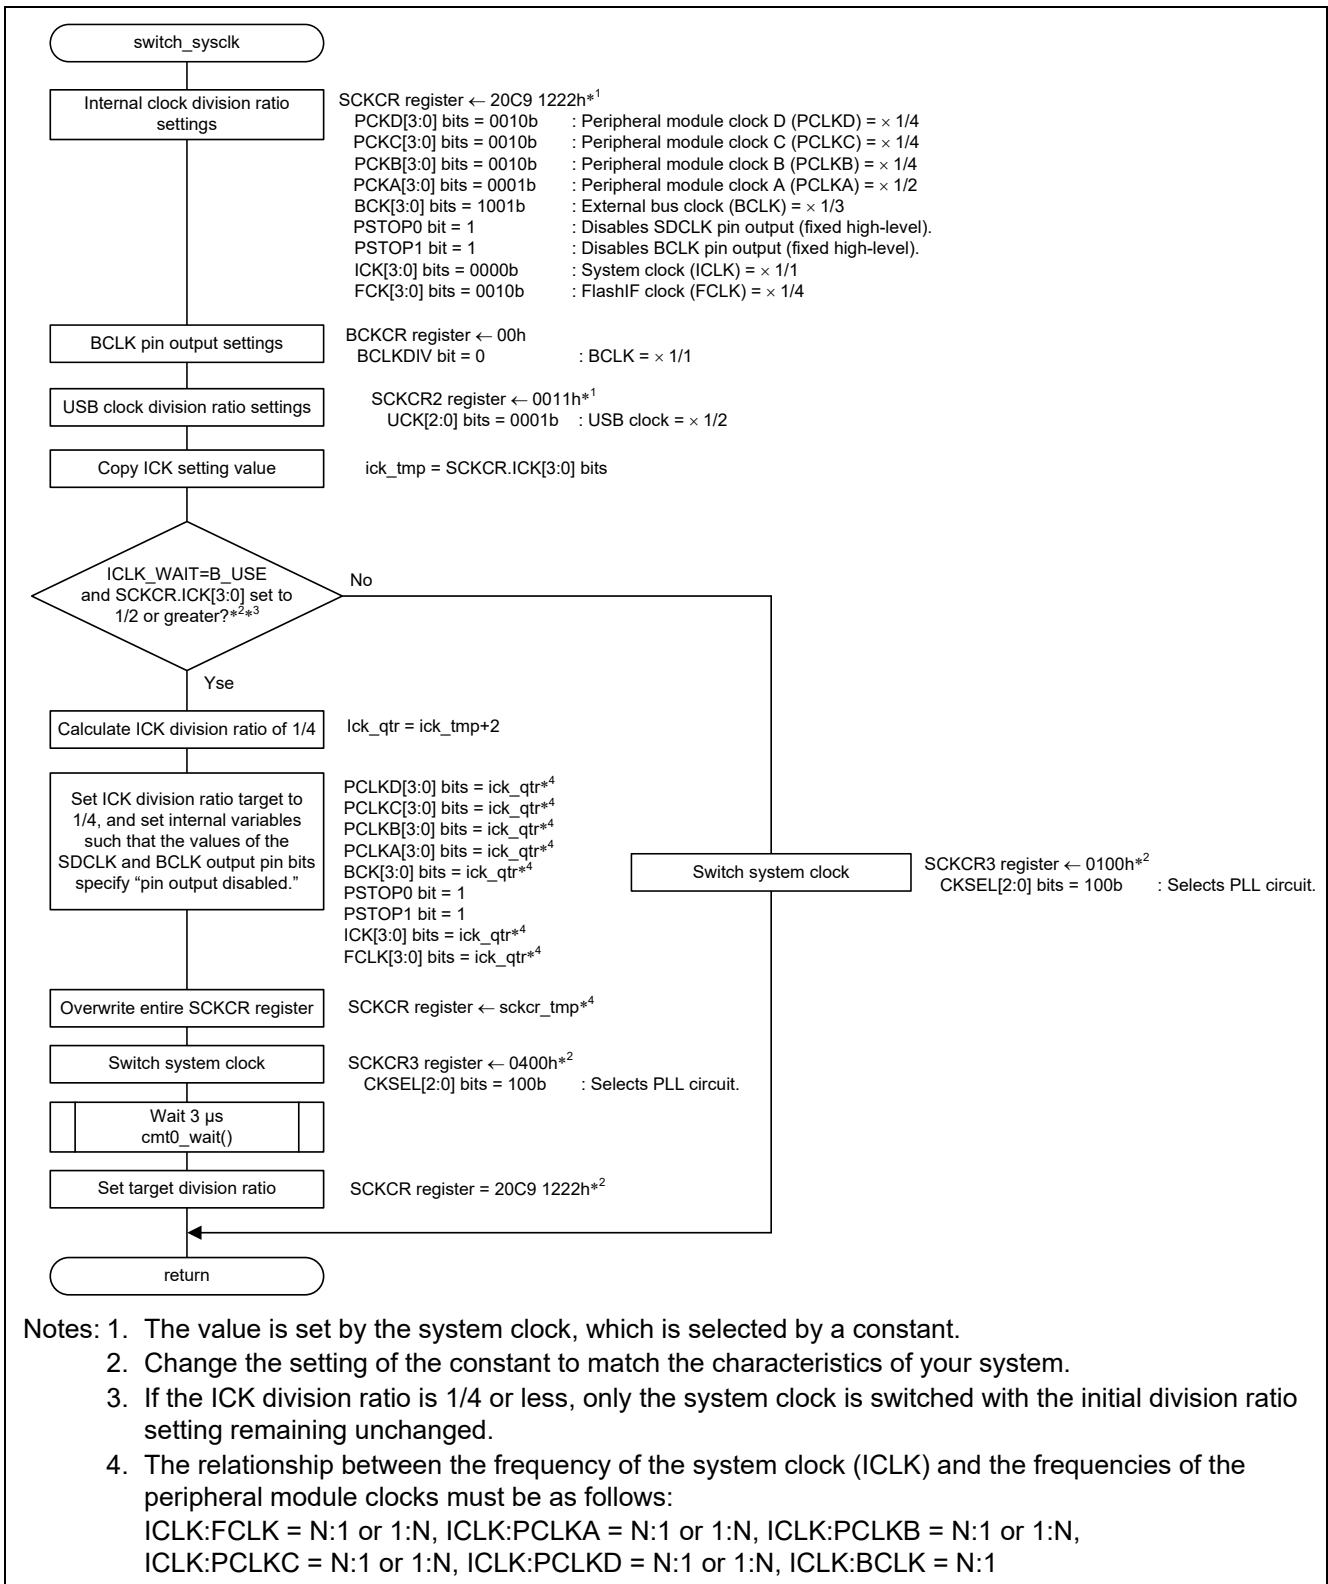 switch_sysclk
Internal clock division ratio
settings
SCKCR register ← 20C9 1222h*1
PCKD[3:0] bits = 0010b : Peripheral module clock D (PCLKD) = × 1/4
PCKC[3:0] bits = 0010b : Peripheral module clock C (PCLKC) = × 1/4
PCKB[3:0] bits = 0010b : Peripheral module clock B (PCLKB) = × 1/4
PCKA[3:0] bits = 0001b : Peripheral module clock A (PCLKA) = × 1/2
BCK[3:0] bits = 1001b : External bus clock (BCLK) = × 1/3
PSTOP0 bit = 1 : Disables SDCLK pin output (fixed high-level).
PSTOP1 bit = 1 : Disables BCLK pin output (fixed high-level).
ICK[3:0] bits = 0000b : System clock (ICLK) = × 1/1
FCK[3:0] bits = 0010b : FlashIF clock (FCLK) = × 1/4
BCLK pin output settings
BCKCR register ← 00h
BCLKDIV bit = 0 : BCLK = × 1/1
USB clock division ratio settings
SCKCR2 register ← 0011h*1
UCK[2:0] bits = 0001b : USB clock = × 1/2
Copy ICK setting value
ick_tmp = SCKCR.ICK[3:0] bits
ICLK_WAIT=B_USE
and SCKCR.ICK[3:0] set to
1/2 or greater?*2*3
No
Yse
Calculate ICK division ratio of 1/4
Ick_qtr = ick_tmp+2
Set ICK division ratio target to
1/4, and set internal variables
such that the values of the
SDCLK and BCLK output pin bits
specify “pin output disabled.”
PCLKD[3:0] bits = ick_qtr*4
PCLKC[3:0] bits = ick_qtr*4
PCLKB[3:0] bits = ick_qtr*4
PCLKA[3:0] bits = ick_qtr*4
BCK[3:0] bits = ick_qtr*4
PSTOP0 bit = 1
PSTOP1 bit = 1
ICK[3:0] bits = ick_qtr*4
FCLK[3:0] bits = ick_qtr*4
Switch system clock
SCKCR3 register ← 0100h*2
CKSEL[2:0] bits = 100b : Selects PLL circuit.
Overwrite entire SCKCR register
SCKCR register ← sckcr_tmp*4
Switch system clock
SCKCR3 register ← 0400h*2
CKSEL[2:0] bits = 100b : Selects PLL circuit.
Wait 3 µs
cmt0_wait()
Set target division ratio
SCKCR register = 20C9 1222h*2
return
Notes: 1. The value is set by the system clock, which is selected by a constant.
2. Change the setting of the constant to match the characteristics of your system.
3. If the ICK division ratio is 1/4 or less, only the system clock is switched with the initial division ratio
setting remaining unchanged.
4. The relationship between the frequency of the system clock (ICLK) and the frequencies of the
peripheral module clocks must be as follows:
ICLK:FCLK = N:1 or 1:N, ICLK:PCLKA = N:1 or 1:N, ICLK:PCLKB = N:1 or 1:N,
ICLK:PCLKC = N:1 or 1:N, ICLK:PCLKD = N:1 or 1:N, ICLK:BCLK = N:1